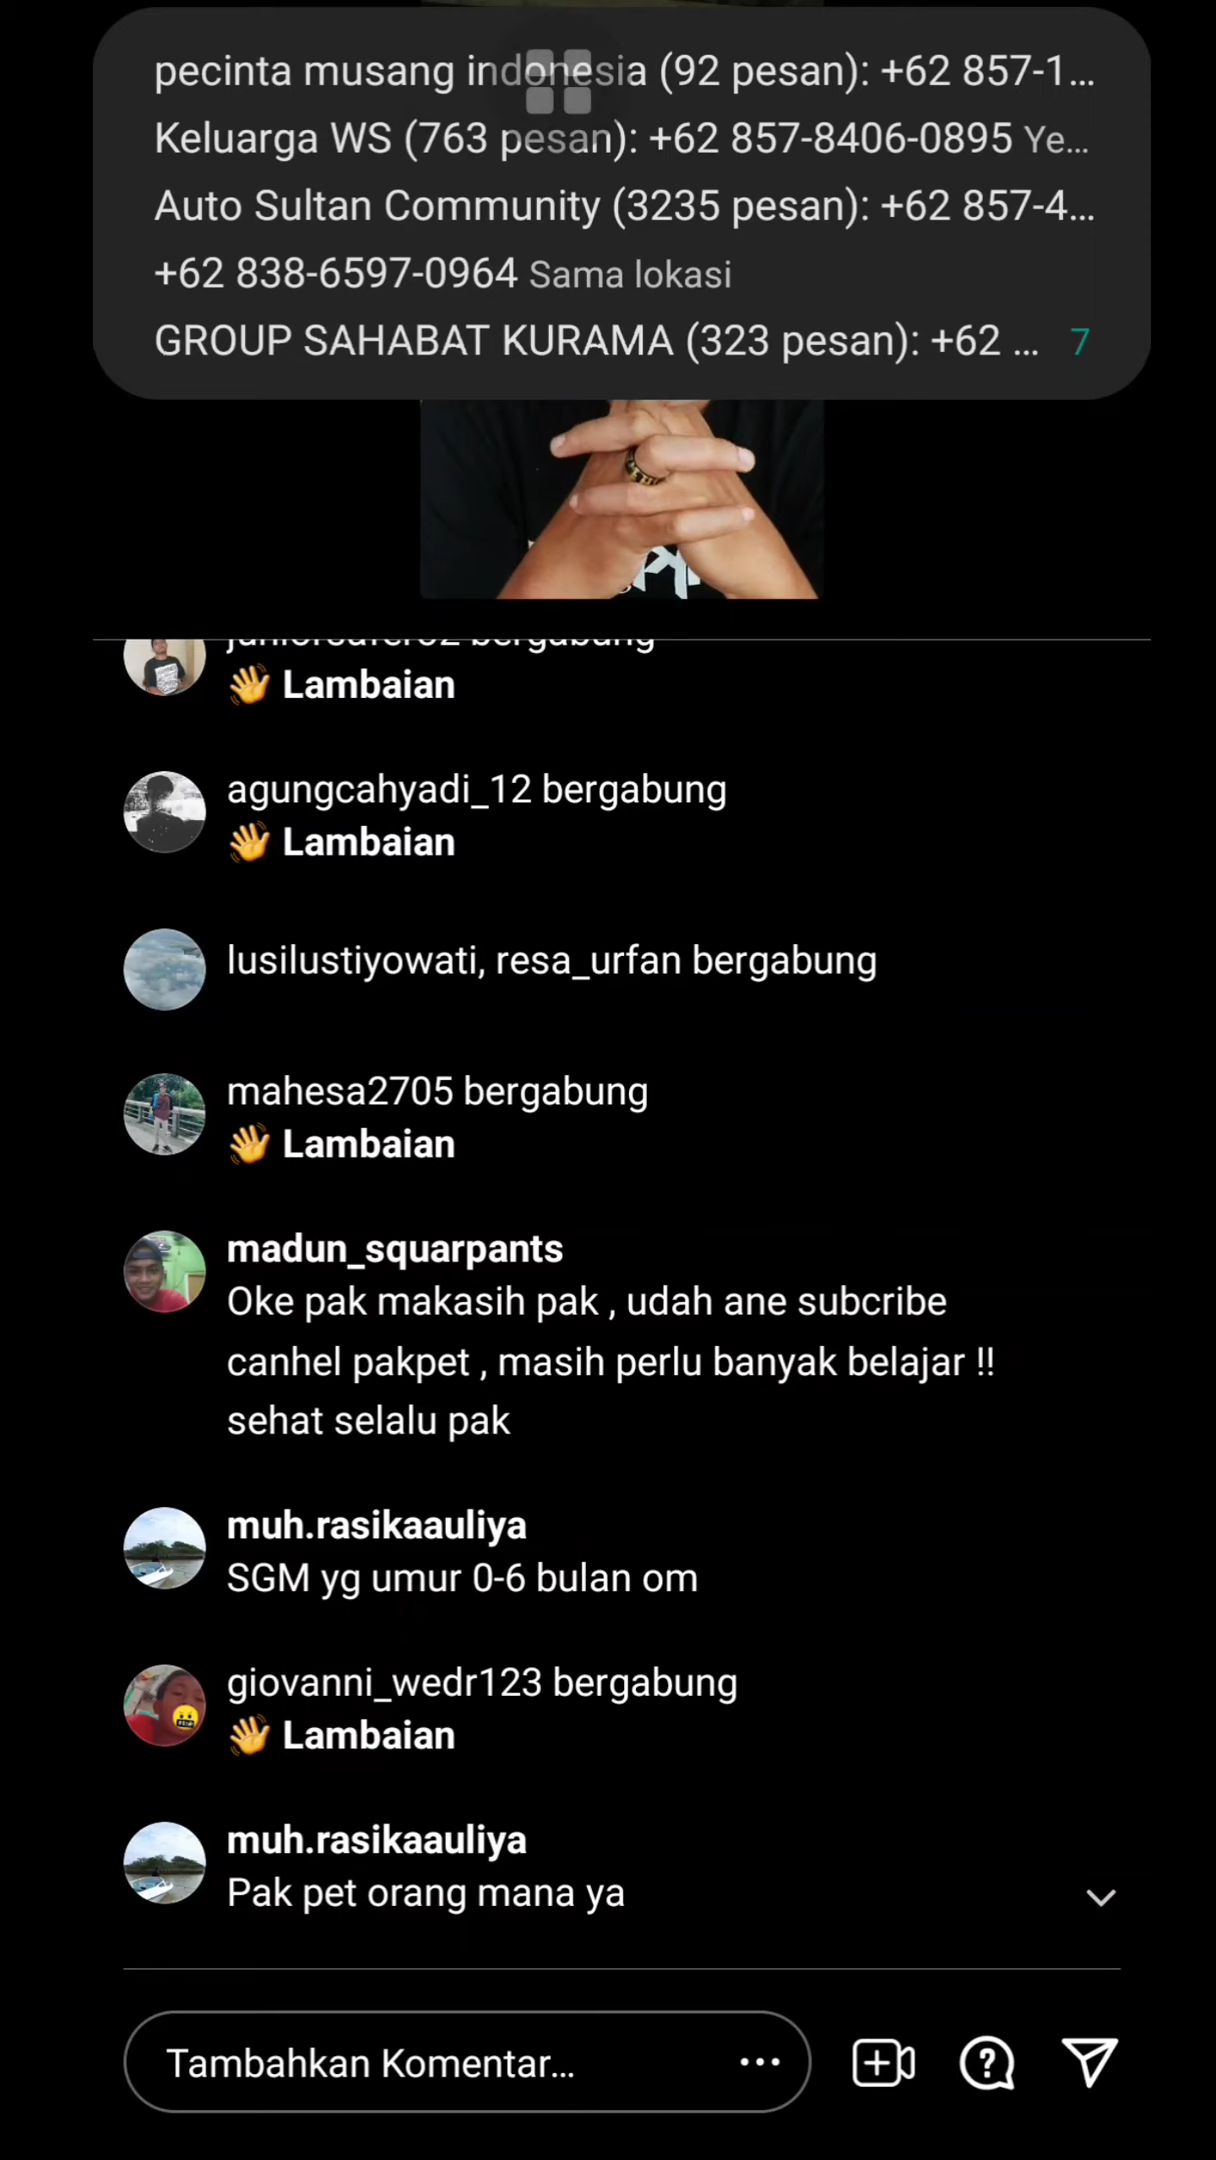 pecinta musang indonesia (92 pesan): +62 857-1...
Keluarga WS (763 pesan): +62 857-8406-0895 Ye...
Auto Sultan Community (3235 pesan): +62 857-4...
+62 838-6597-0964 Sama lokasi
GROUP SAHABAT KURAMA (323 pesan): +62 ... 7
bergabung
👋 Lambaian
agungcahyadi_12 bergabung
👋 Lambaian
lusilustiyowati, resa_urfan bergabung
mahesa2705 bergabung
👋 Lambaian
madun_squarpants
Oke pak makasih pak , udah ane subcribe
canhel pakpet , masih perlu banyak belajar !!
sehat selalu pak
muh.rasikaauliya
SGM yg umur 0-6 bulan om
giovanni_wedr123 bergabung
👋 Lambaian
muh.rasikaauliya
Pak pet orang mana ya
Tambahkan Komentar...